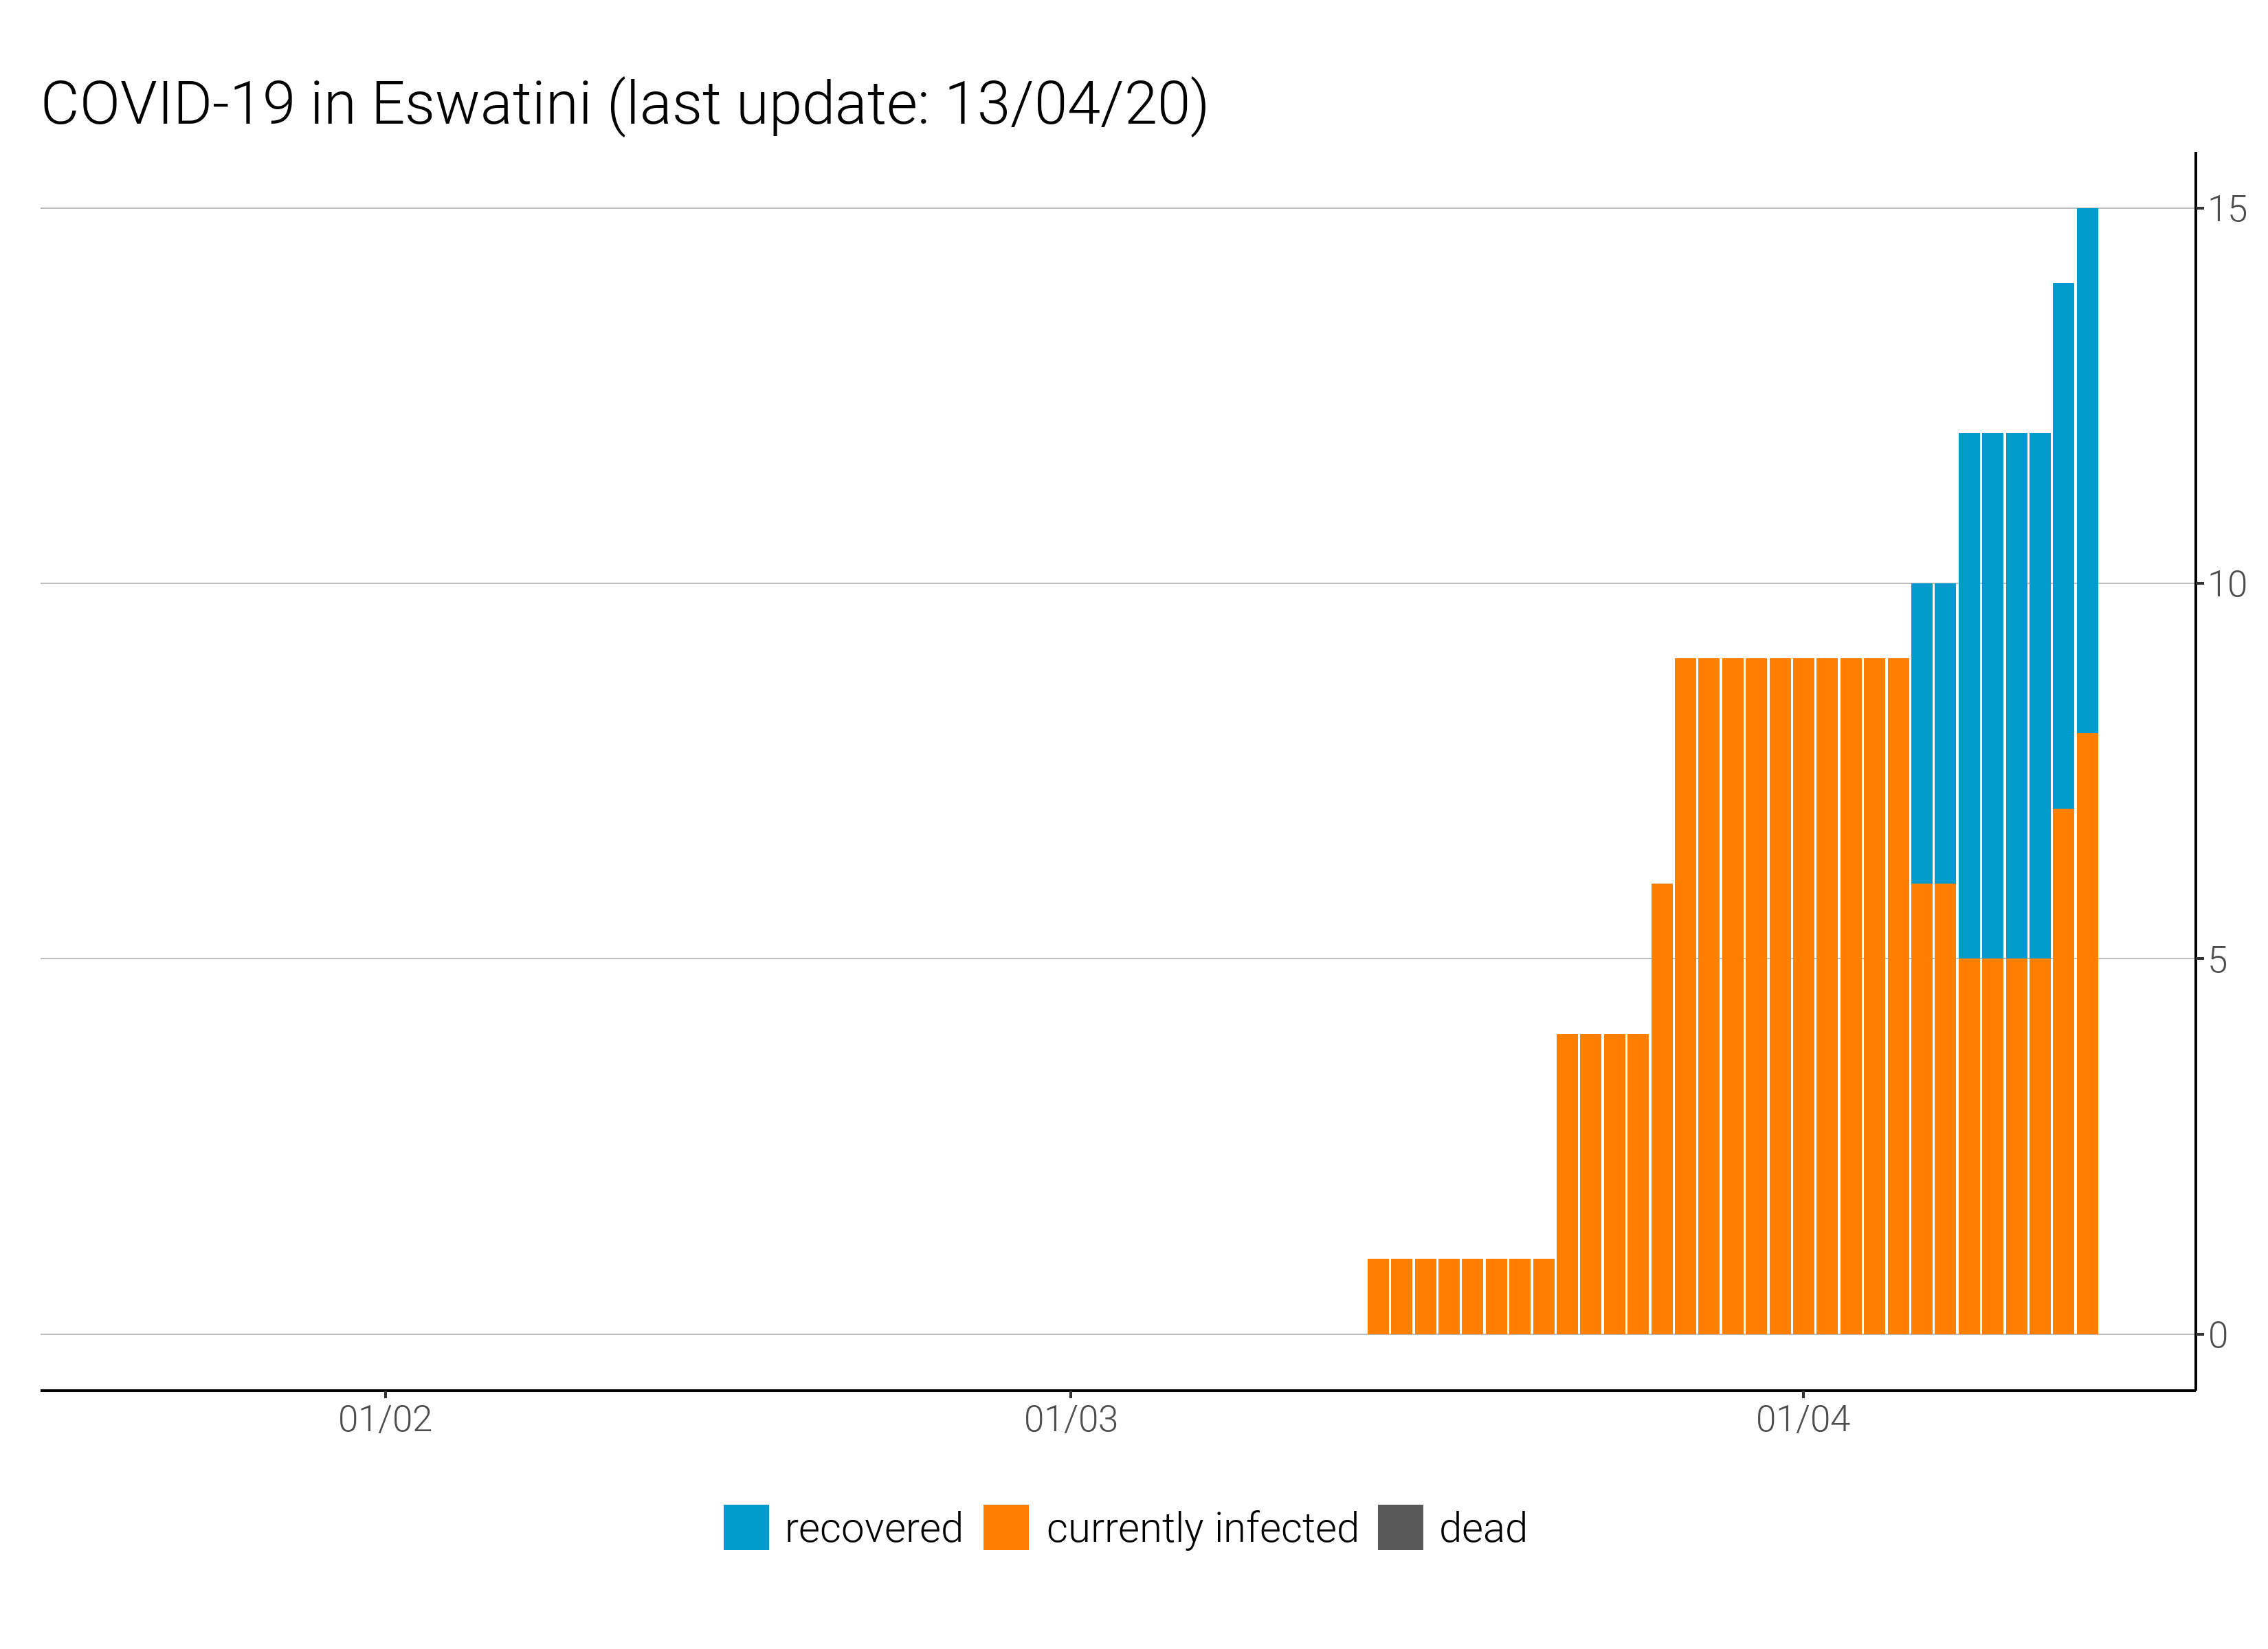 COVID-19 in Eswatini (last update: 13/04/20)
15
10
5
0
01/02 01/03 01/04
recovered currently infected dead